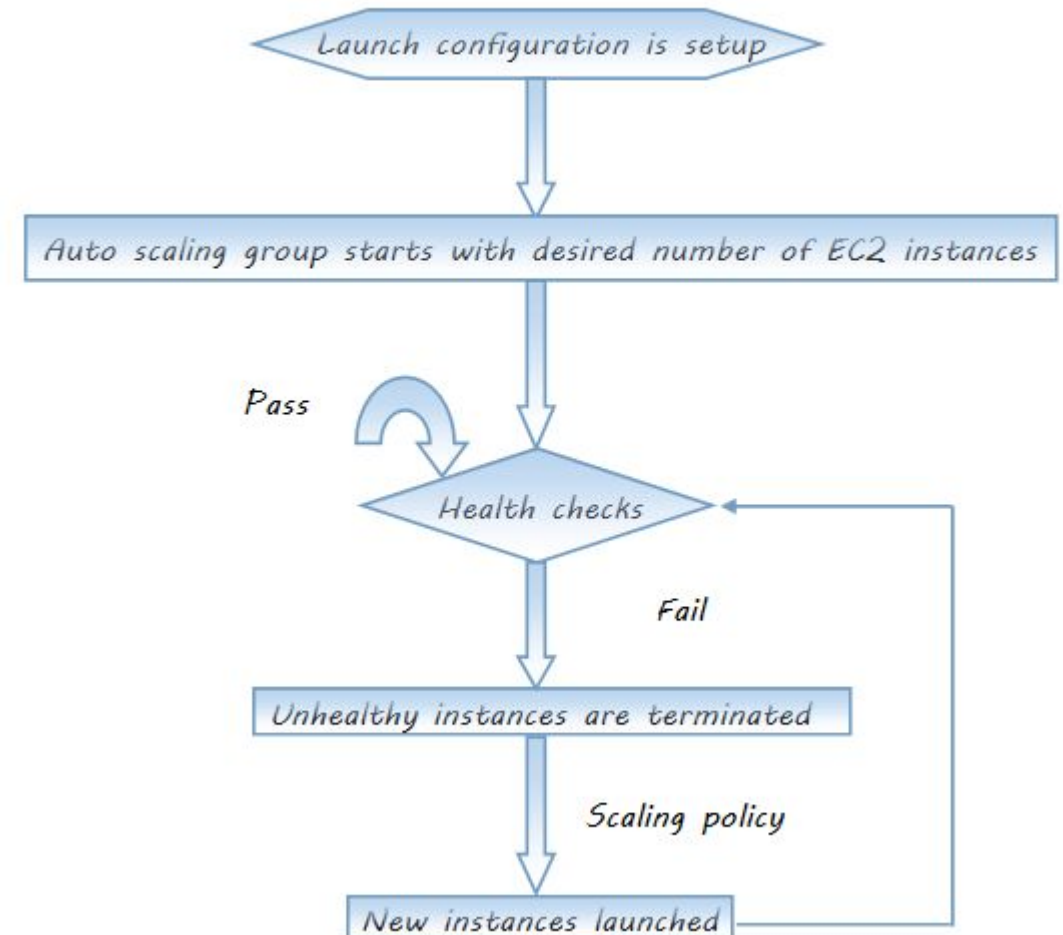 Launch configuration is setup
Auto scaling group starts with desired number of EC2 instances
Pass
Health checks
Fail
Unhealthy instances are terminated
Scaling policy
New instances launched